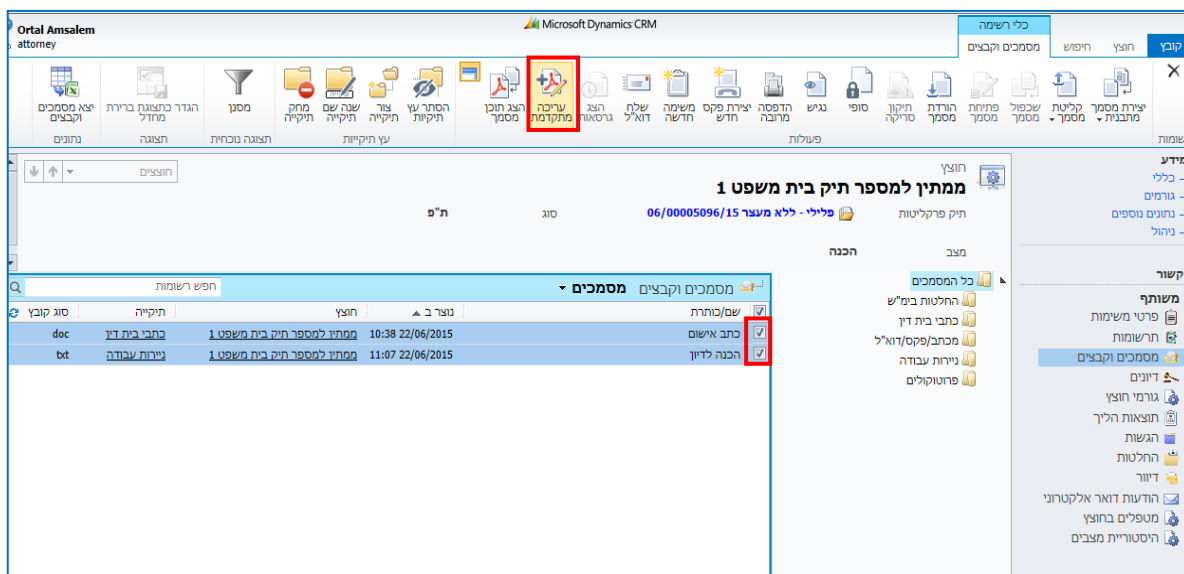 Ortal Amsalem
attorney
Microsoft Dynamics CRM
כלי רשימה
קובץ
חוצץ
חיפוש
מסמכים וקבצים
יצירת מסמך מתבנית
קליטת מסמך
שכפול מסמך
פתיחת מסמך
הורדת מסמך
תיקון סריקה
סופי
נגיש
הדפסה מרובה
יצירת פקס חדש
משימה חדשה
שלח דוא"ל
הצג גרסאות
עריכה מתקדמת
הצג תוכן מסמך
הסתר עץ תיקיות
צור תיקייה
שנה שם תיקייה
מחק תיקייה
מסנן
הגדר כתצוגת ברירת מחדל
יצא מסמכים וקבצים
פעולות
עץ תיקיות
תצוגה נוכחית
תצוגה
נתונים
מידע
- כללי
- גורמים
- נתונים נוספים
- ניהול
משותף
פרטי משימות
תרשומות
מסמכים וקבצים
דיונים
גורמי חוצץ
תוצאות הליך
הגשות
החלטות
דיוור
הודעות דואר אלקטרוני
מטפלים בחוצץ
היסטוריית מצבים
חוצץ
ממתין למספר תיק בית משפט 1
חוצצים
תיק פרקליטות
פלילי - ללא מעצר 06/00005096/15
סוג
ת"פ
מצב
הכנה
כל המסמכים
החלטות בימ"ש
כתבי בית דין
מכתב/פקס/דוא"ל
ניירות עבודה
פרוטוקולים
מסמכים וקבצים מסמכים
חפש רשומות
שם/כותרת נוצר ב חוצץ תיקייה סוג קובץ
כתב אישום 22/06/2015 10:38 ממתין למספר תיק בית משפט 1 כתבי בית דין doc
הכנה לדיון 22/06/2015 11:07 ממתין למספר תיק בית משפט 1 ניירות עבודה txt